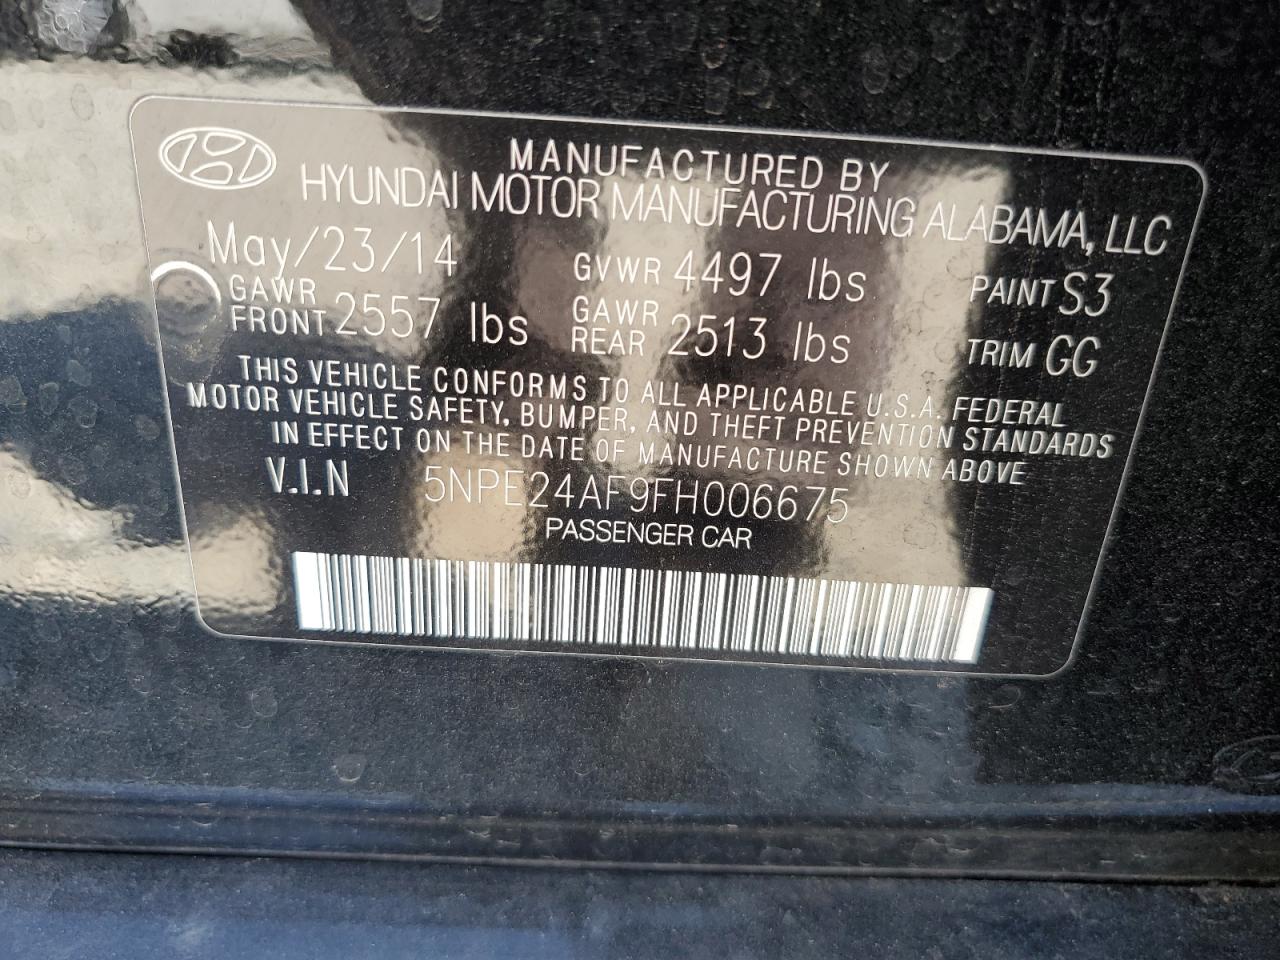 MANUFACTURED BY
HYUNDAI MOTOR MANUFACTURING ALABAMA, LLC
May/23/14 GVWR 4497 lbs PAINT S3
GAWR FRONT 2557 lbs GAWR REAR 2513 lbs TRIM GG
THIS VEHICLE CONFORMS TO ALL APPLICABLE U.S.A. FEDERAL
MOTOR VEHICLE SAFETY, BUMPER, AND THEFT PREVENTION STANDARDS
IN EFFECT ON THE DATE OF MANUFACTURE SHOWN ABOVE
V.I.N 5NPE24AF9FH006675
PASSENGER CAR